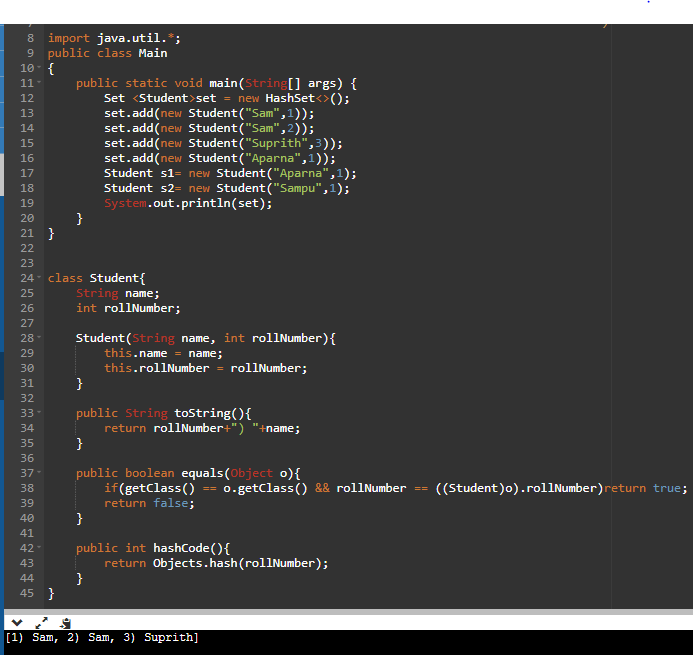 8 import java.util.*;
9 public class Main
10 {
11 public static void main(String[] args) {
12 Set <Student>set = new HashSet<>();
13 set.add(new Student("Sam",1));
14 set.add(new Student("Sam",2));
15 set.add(new Student("Suprith",3));
16 set.add(new Student("Aparna",1));
17 Student s1= new Student("Aparna",1);
18 Student s2= new Student("Sampu",1);
19 System.out.println(set);
20 }
21 }
22
23
24 class Student{
25 String name;
26 int rollNumber;
27
28 Student(String name, int rollNumber){
29 this.name = name;
30 this.rollNumber = rollNumber;
31 }
32
33 public String toString(){
34 return rollNumber+") "+name;
35 }
36
37 public boolean equals(Object o){
38 if(getClass() == o.getClass() && rollNumber == ((Student)o).rollNumber)return true;
39 return false;
40 }
41
42 public int hashCode(){
43 return Objects.hash(rollNumber);
44 }
45 }
[1) Sam, 2) Sam, 3) Suprith]